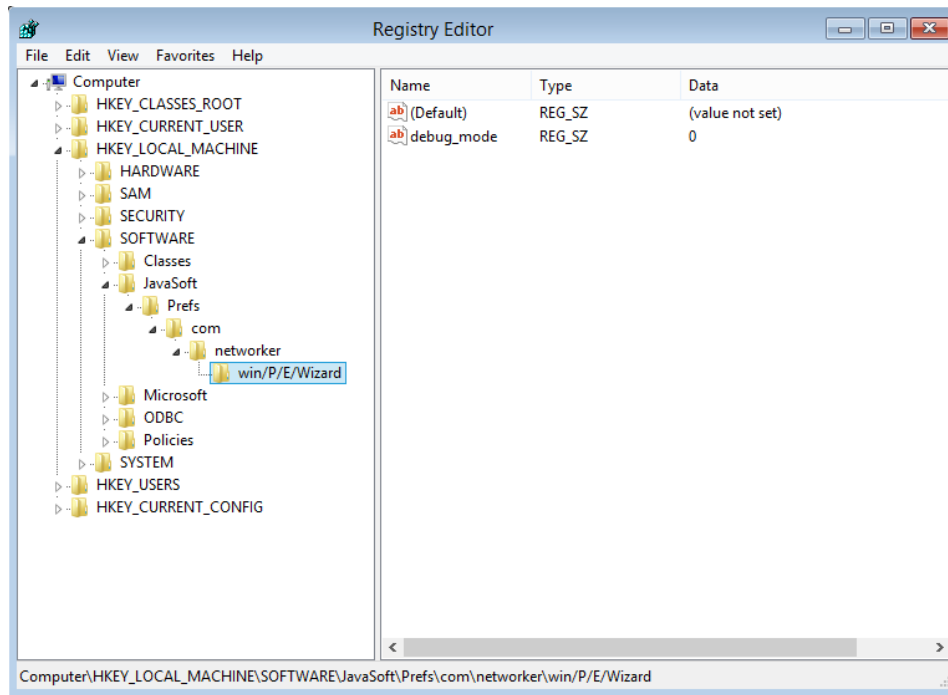 Registry Editor
File Edit View Favorites Help
Computer
HKEY_CLASSES_ROOT
HKEY_CURRENT_USER
HKEY_LOCAL_MACHINE
HARDWARE
SAM
SECURITY
SOFTWARE
Classes
JavaSoft
Prefs
com
networker
win/P/E/Wizard
Microsoft
ODBC
Policies
SYSTEM
HKEY_USERS
HKEY_CURRENT_CONFIG
Name Type Data
ab (Default) REG_SZ (value not set)
ab debug_mode REG_SZ 0
Computer\HKEY_LOCAL_MACHINE\SOFTWARE\JavaSoft\Prefs\com\networker\win/P/E/Wizard